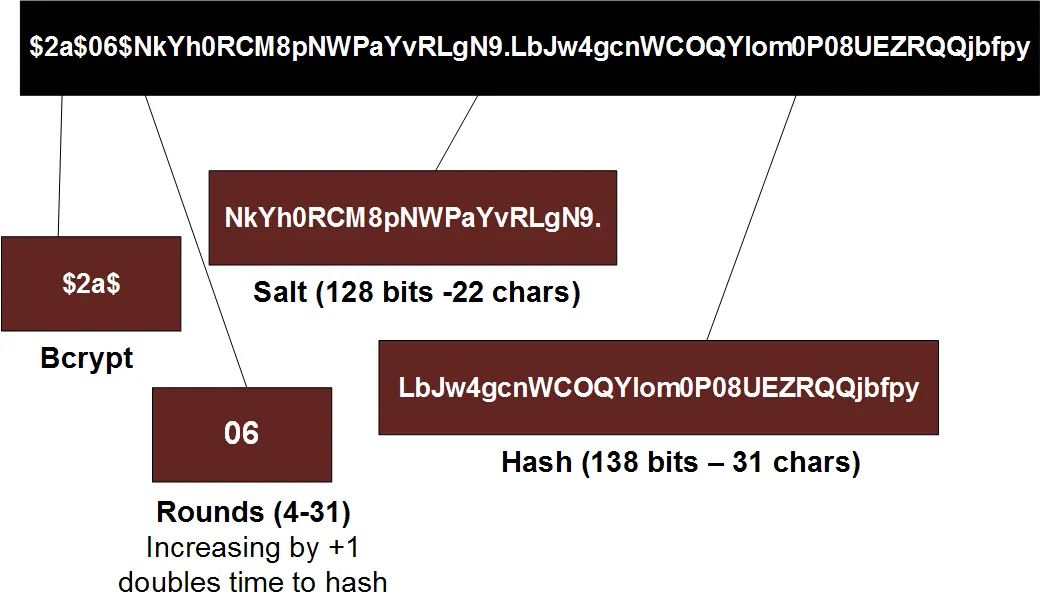 $2a$06$NkYh0RCM8pNWPaYvRLgN9.LbJw4gcnWCOQYIom0P08UEZRQQjbfpy
NkYh0RCM8pNWPaYvRLgN9.
Salt (128 bits -22 chars)
$2a$
Bcrypt
LbJw4gcnWCOQYIom0P08UEZRQQjbfpy
Hash (138 bits – 31 chars)
06
Rounds (4-31)
Increasing by +1
doubles time to hash